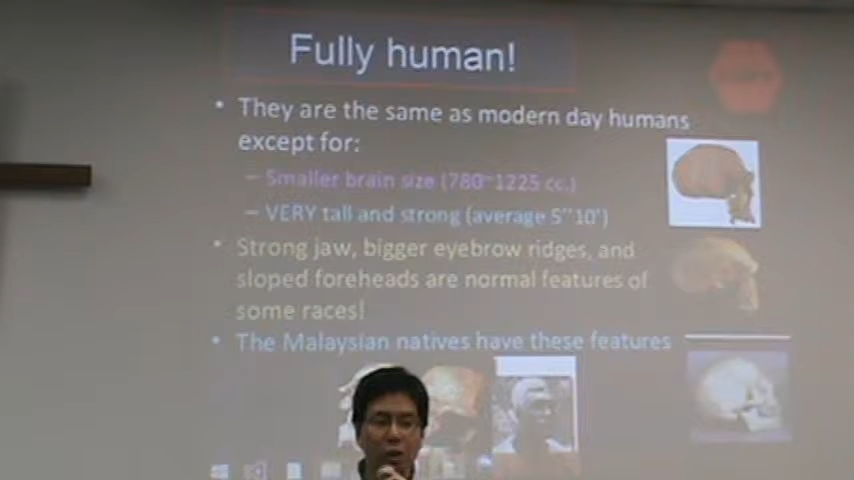 Fully human!
• They are the same as modern day humans
except for:
– Smaller brain size (780~1225 cc.)
– VERY tall and strong (average 5"10')
• Strong jaw, bigger eyebrow ridges, and
sloped foreheads are normal features of
some races!
• The Malaysian natives have these features